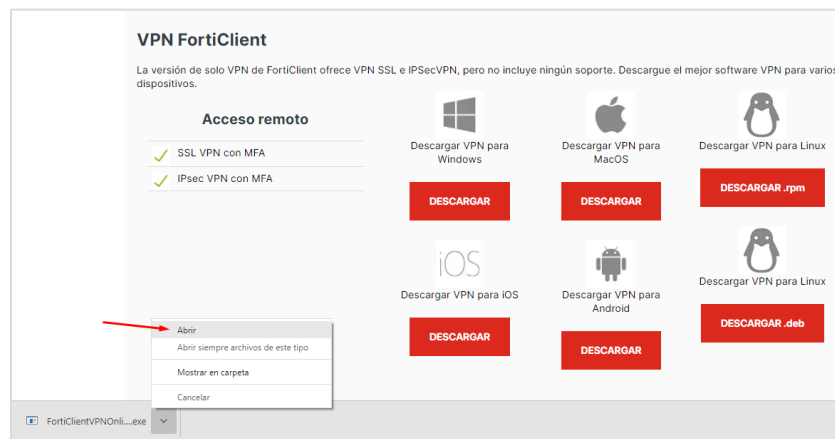 VPN FortiClient
La versión de solo VPN de FortiClient ofrece VPN SSL e IPSecVPN, pero no incluye ningún soporte. Descargue el mejor software VPN para varios
dispositivos.
Acceso remoto
SSL VPN con MFA
IPsec VPN con MFA
Descargar VPN para
Windows
DESCARGAR
Descargar VPN para
MacOS
DESCARGAR
Descargar VPN para Linux
DESCARGAR .rpm
iOS
Descargar VPN para iOS
DESCARGAR
Descargar VPN para
Android
DESCARGAR
Descargar VPN para Linux
DESCARGAR .deb
Abrir
Abrir siempre archivos de este tipo
Mostrar en carpeta
Cancelar
FortiClientVPNOnli....exe